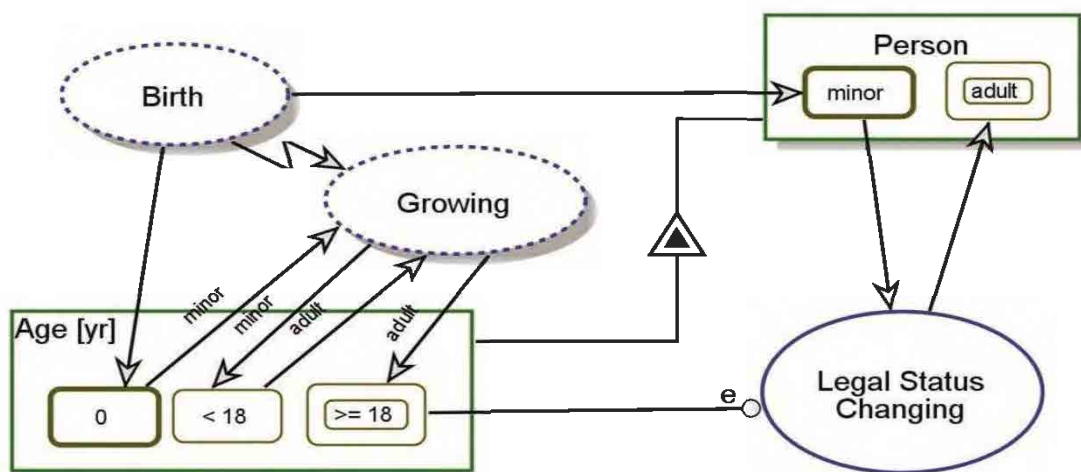 Person
minor
adult
Birth
Growing
minor
minor
adult
adult
Age [yr]
0
< 18
>= 18
e
Legal Status
Changing